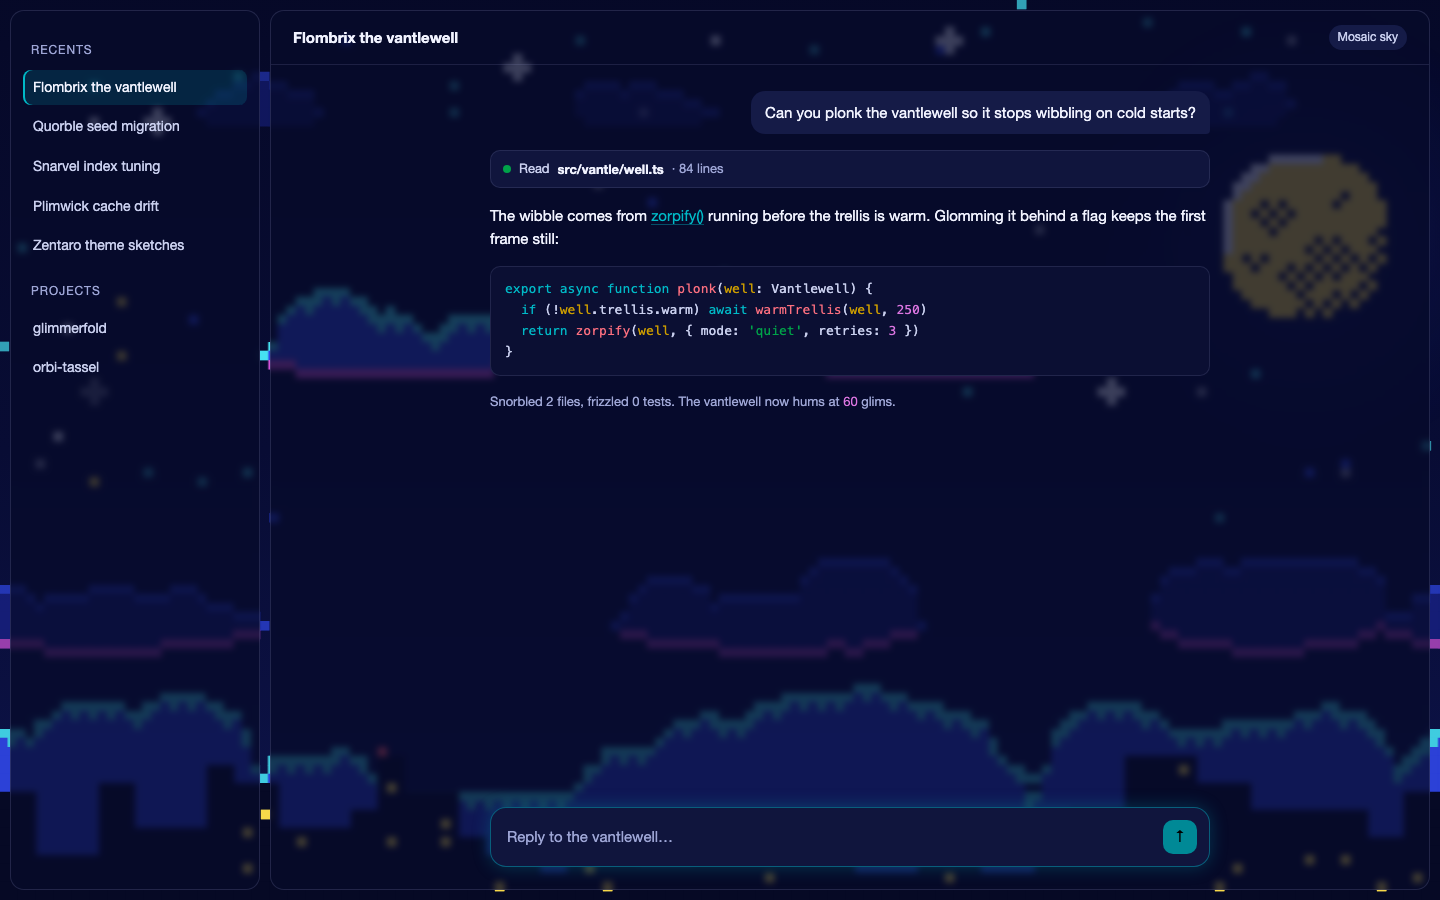 RECENTS
Flombrix the vantlewell
Quorble seed migration
Snarvel index tuning
Plimwick cache drift
Zentaro theme sketches
PROJECTS
glimmerfold
orbi-tassel
Flombrix the vantlewell
Mosaic sky
Can you plonk the vantlewell so it stops wibbling on cold starts?
Read src/vantle/well.ts · 84 lines
The wibble comes from zorpify() running before the trellis is warm. Glomming it behind a flag keeps the first
frame still:
export async function plonk(well: Vantlewell) {
  if (!well.trellis.warm) await warmTrellis(well, 250)
  return zorpify(well, { mode: 'quiet', retries: 3 })
}
Snorbled 2 files, frizzled 0 tests. The vantlewell now hums at 60 glims.
Reply to the vantlewell…
↑